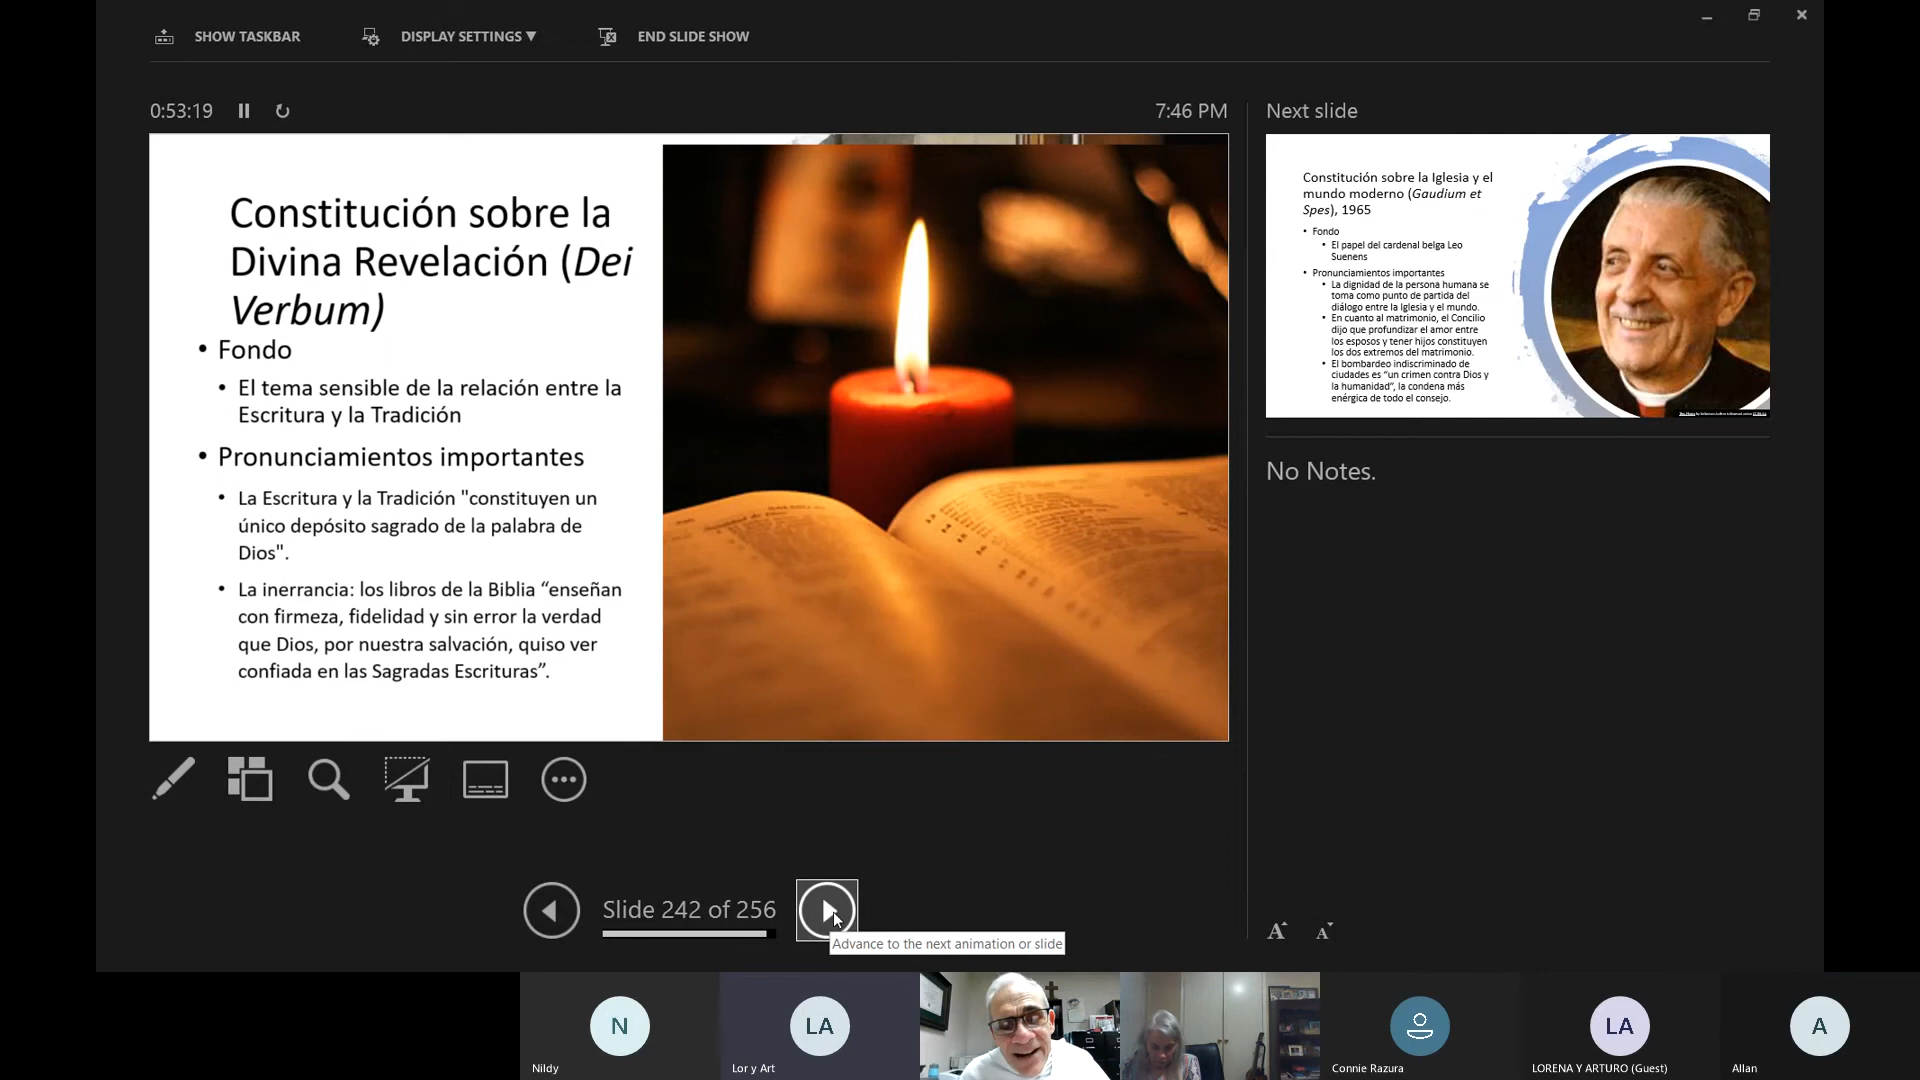 SHOW TASKBAR
DISPLAY SETTINGS ▼
END SLIDE SHOW
0:53:19
7:46 PM
Constitución sobre la
Divina Revelación (Dei
Verbum)
• Fondo
• El tema sensible de la relación entre la
Escritura y la Tradición
• Pronunciamientos importantes
• La Escritura y la Tradición "constituyen un
único depósito sagrado de la palabra de
Dios".
• La inerrancia: los libros de la Biblia “enseñan
con firmeza, fidelidad y sin error la verdad
que Dios, por nuestra salvación, quiso ver
confiada en las Sagradas Escrituras”.
Next slide
Constitución sobre la Iglesia y el
mundo moderno (Gaudium et
Spes), 1965
• Fondo
• El papel del cardenal belga Leo
Suenens
• Pronunciamientos importantes
• La dignidad de la persona humana se
toma como punto de partida del
diálogo entre la Iglesia y el mundo.
• En cuanto al matrimonio, el Concilio
dijo que profundizar el amor entre
los esposos y tener hijos constituyen
los dos extremos del matrimonio.
• El bombardeo indiscriminado de
ciudades es “un crimen contra Dios y
la humanidad”, la condena más
enérgica de todo el consejo.
No Notes.
Slide 242 of 256
Advance to the next animation or slide
A A
N
Nildy
LA
Lor y Art
Connie Razura
LA
LORENA Y ARTURO (Guest)
A
Allan